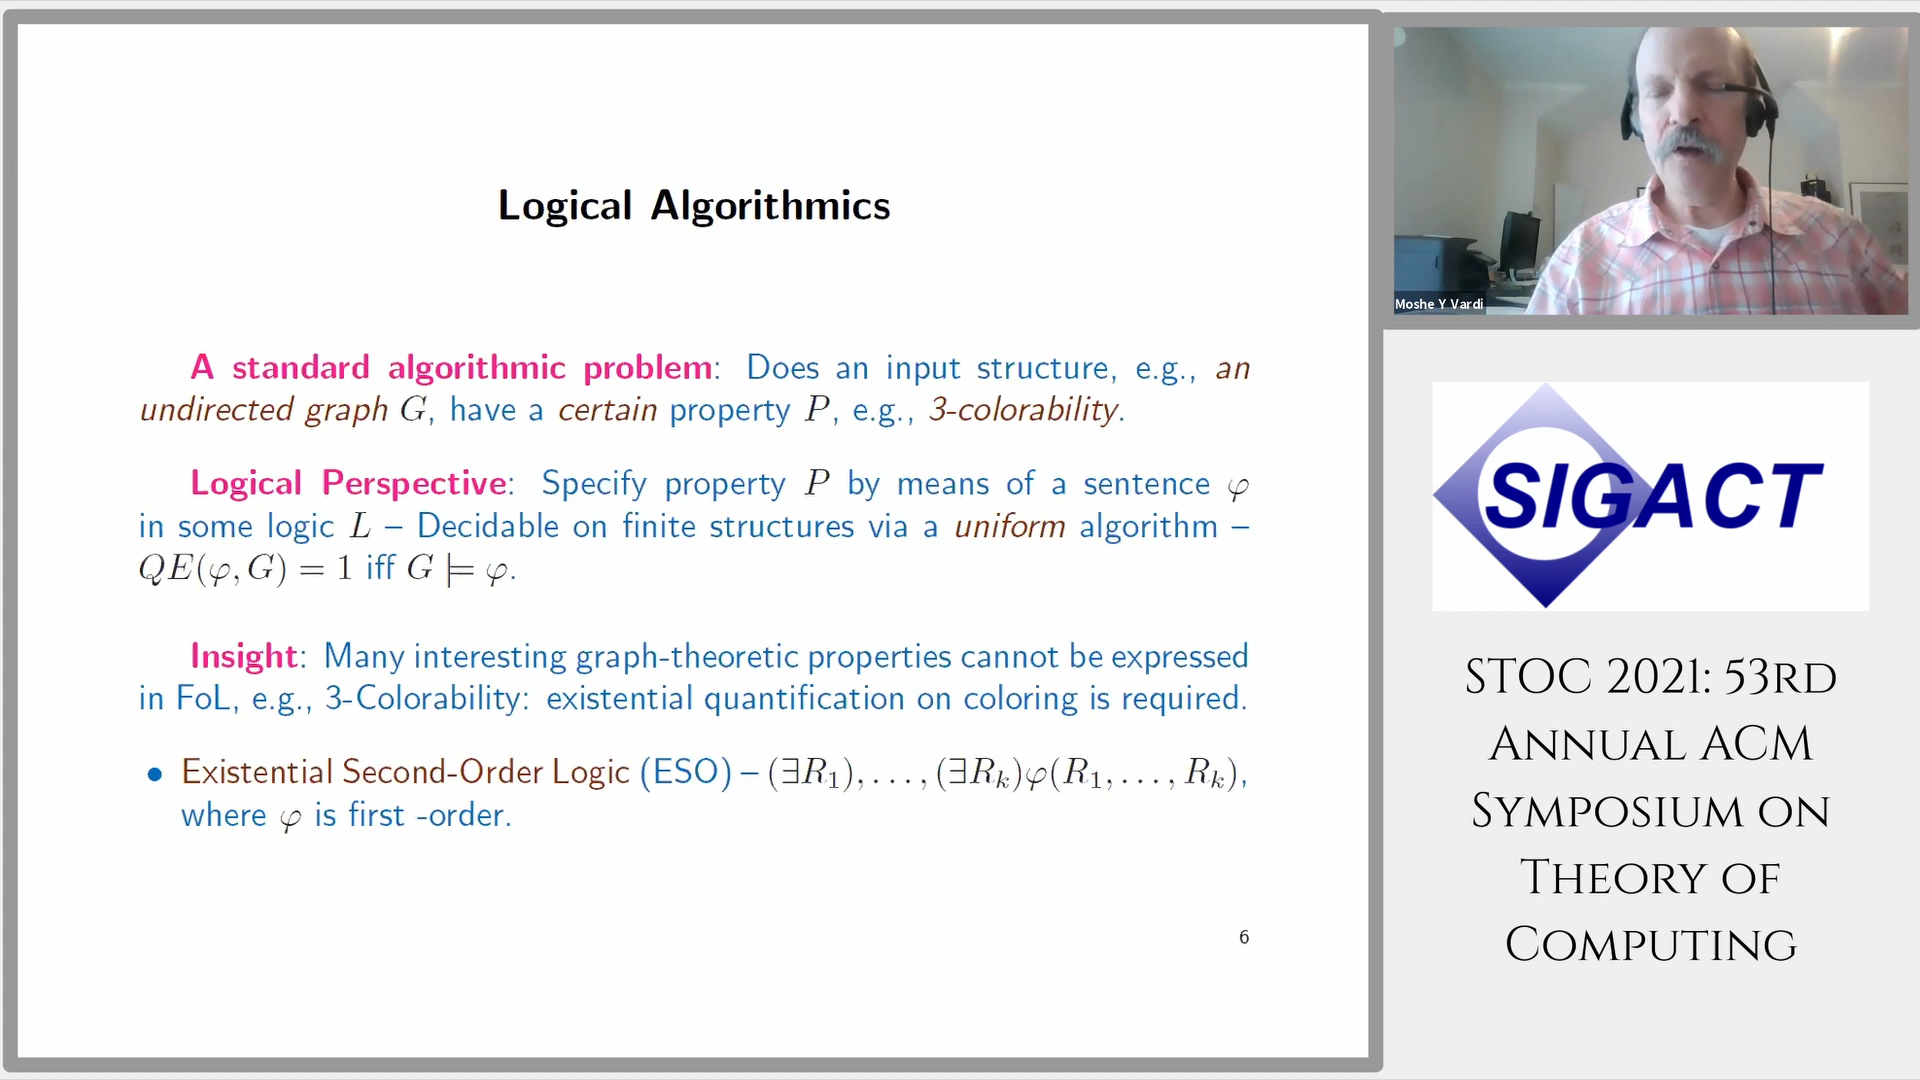 Logical Algorithmics
A standard algorithmic problem: Does an input structure, e.g., an
undirected graph G, have a certain property P, e.g., 3-colorability.
Logical Perspective: Specify property P by means of a sentence φ
in some logic L – Decidable on finite structures via a uniform algorithm –
QE(φ, G) = 1 iff G ⊨ φ.
Insight: Many interesting graph-theoretic properties cannot be expressed
in FoL, e.g., 3-Colorability: existential quantification on coloring is required.
• Existential Second-Order Logic (ESO) – (∃R₁), . . . , (∃Rₖ)φ(R₁, . . . , Rₖ),
where φ is first -order.
6
Moshe Y Vardi
SIGACT
STOC 2021: 53rd
Annual ACM
Symposium on
Theory of
Computing